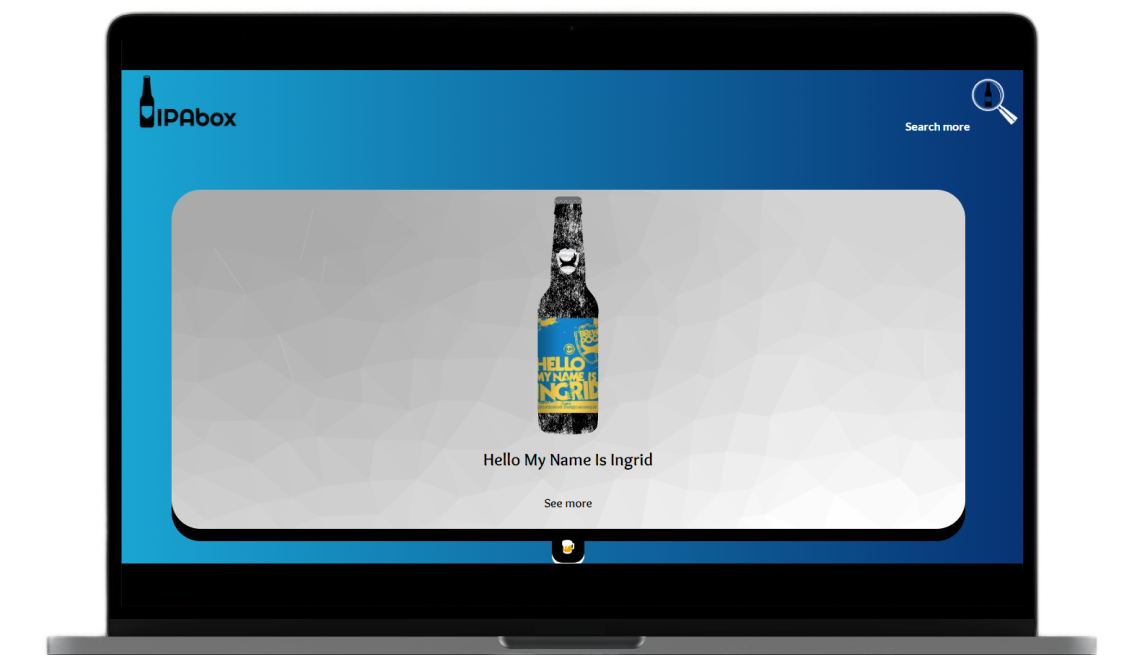 IPAbox
Search more
HELLO
MY NAME IS
INGRID
Hello My Name Is Ingrid
See more